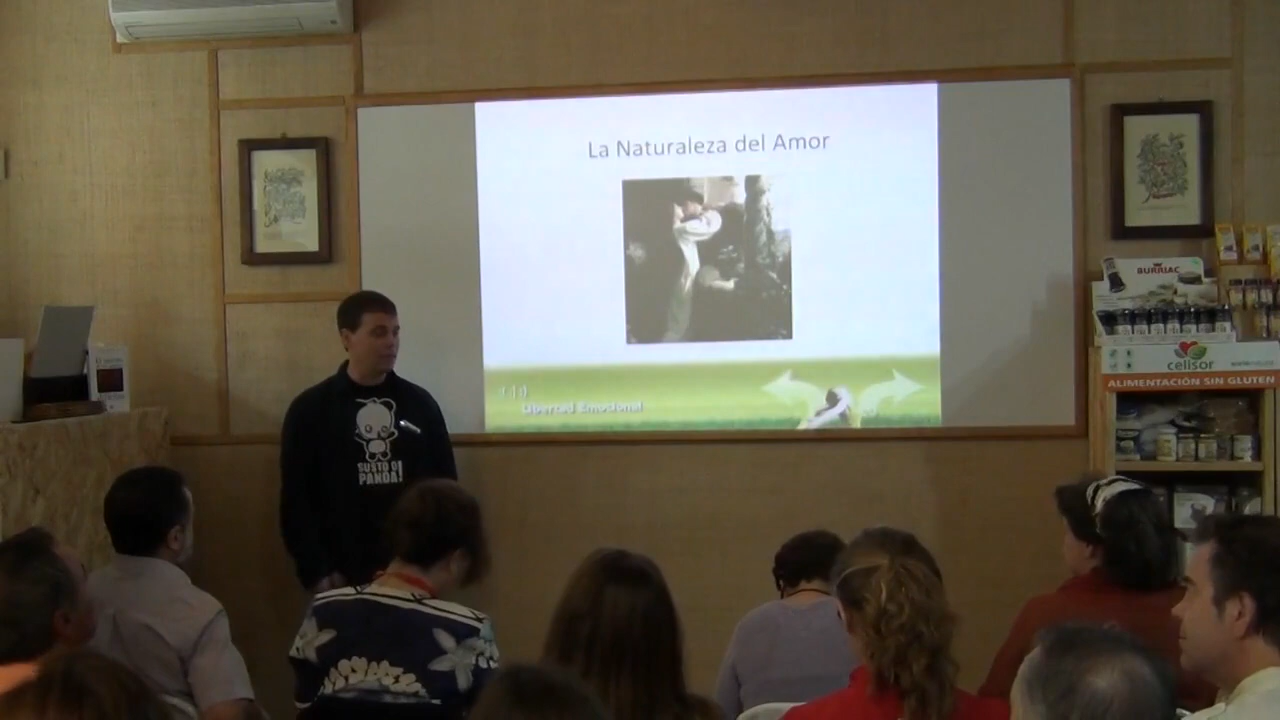 La Naturaleza del Amor
Libertad Emocional
SUSTO DE
PANDA!
BURRIAC
celisor
ALIMENTACIÓN SIN GLUTEN